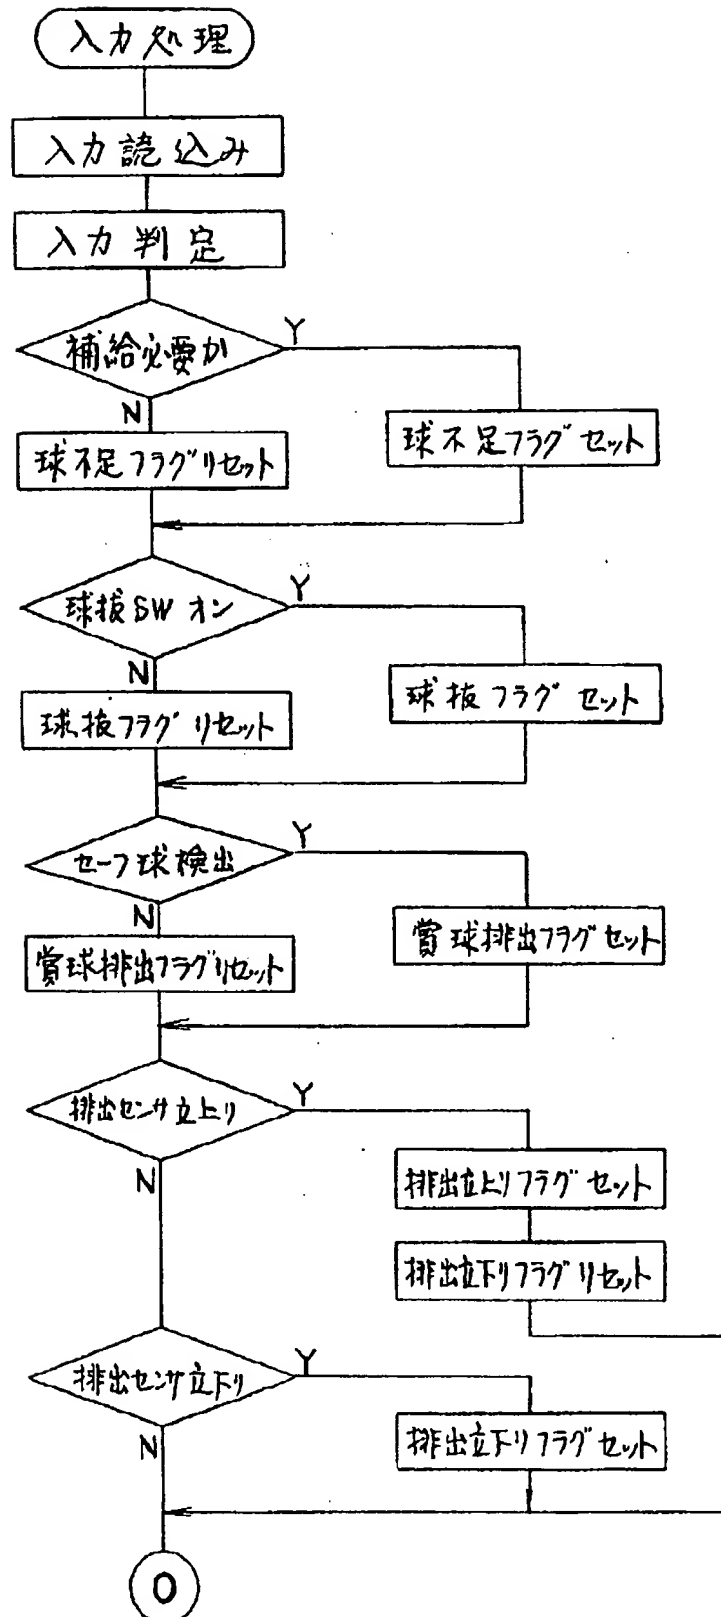 入力処理
入力読込み
入力判定
補給必要か
Y
N
球不足フラグリセット
球不足フラグセット
球抜SWオン
Y
N
球抜フラグリセット
球抜フラグセット
セーフ球検出
Y
N
賞球排出フラグリセット
賞球排出フラグセット
排出センサ立上り
Y
N
排出立上りフラグセット
排出立下りフラグリセット
排出センサ立下り
Y
N
排出立下りフラグセット
O